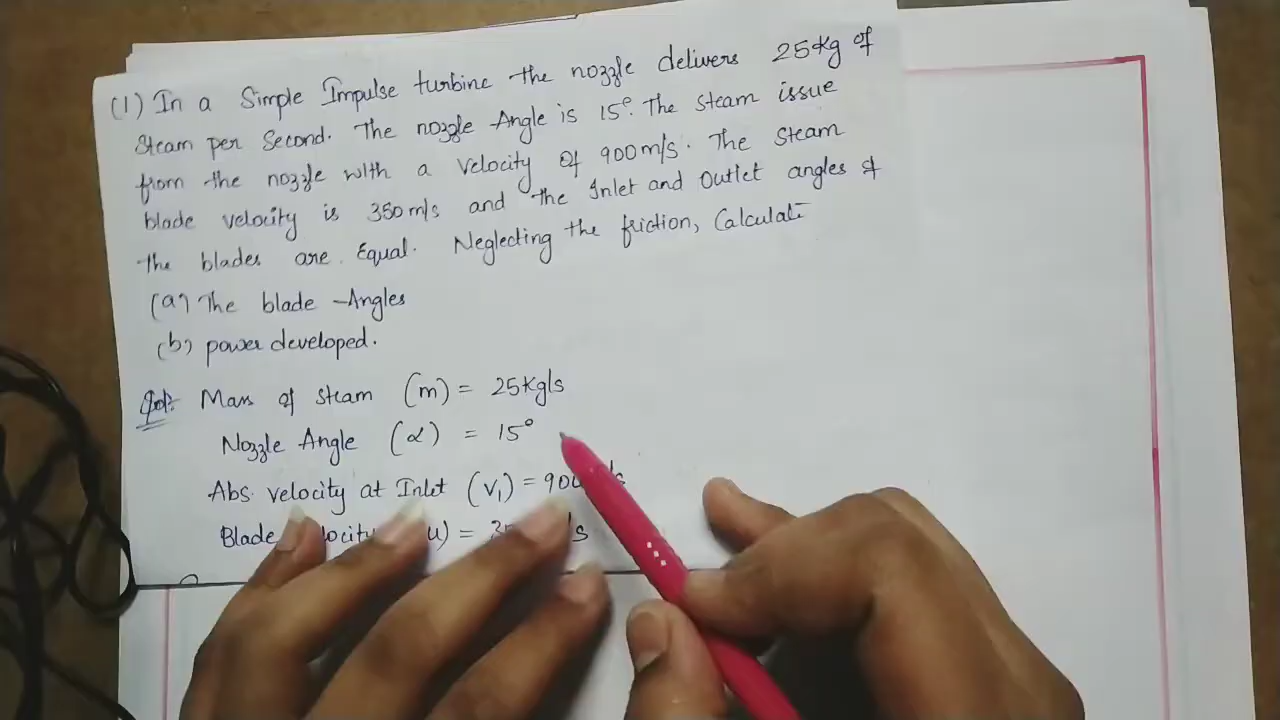 (1) In a Simple Impulse turbine the nozzle delivers 25Kg of
Steam per Second. The nozzle Angle is 15°. The Steam issue
from the nozzle with a velocity of 900m/s. The Steam
blade velocity is 350m/s and the Inlet and Outlet angles of
the blades are Equal. Neglecting the friction, Calculate
(a) The blade Angles
(b) power developed.
Sol:- Mass of steam (m) = 25Kg/s
Nozzle Angle (α) = 15°
Abs. velocity at Inlet (V₁) =
Blade (u) =